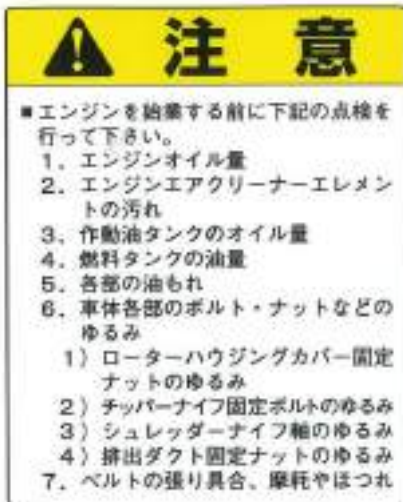 注 意
■エンジンを始業する前に下記の点検を
行って下さい。
1．エンジンオイル量
2．エンジンエアクリーナーエレメン
トの汚れ
3．作動油タンクのオイル量
4．燃料タンクの油量
5．各部の油もれ
6．車体各部のボルト・ナットなどの
ゆるみ
1）ローターハウジングカバー固定
ナットのゆるみ
2）チッパーナイフ固定ボルトのゆるみ
3）シュレッダーナイフ軸のゆるみ
4）排出ダクト固定ナットのゆるみ
7．ベルトの張り具合、摩耗やほつれ